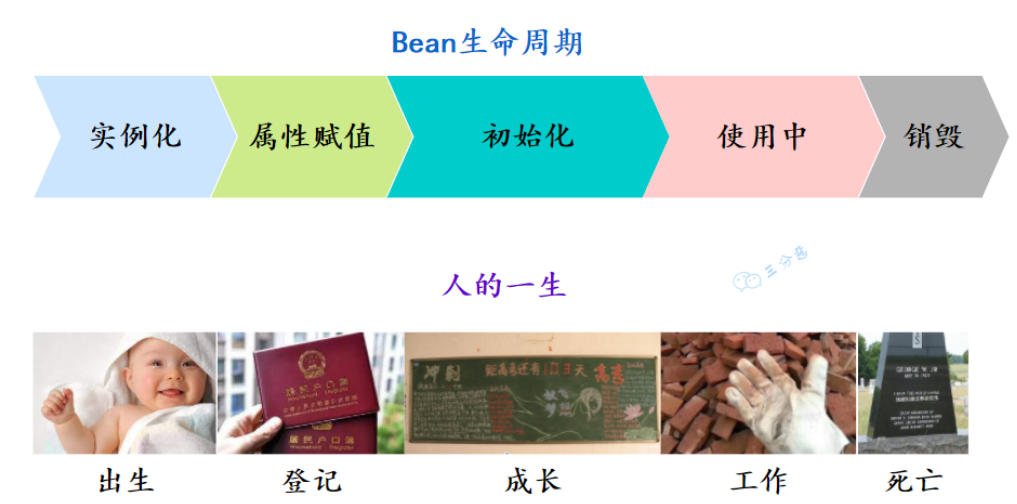 Bean生命周期
实例化
属性赋值
初始化
使用中
销毁
三分恶
人的一生
居民户口簿
居民户口簿
冲刺
距高考还有103天
高考
出生
登记
成长
工作
死亡